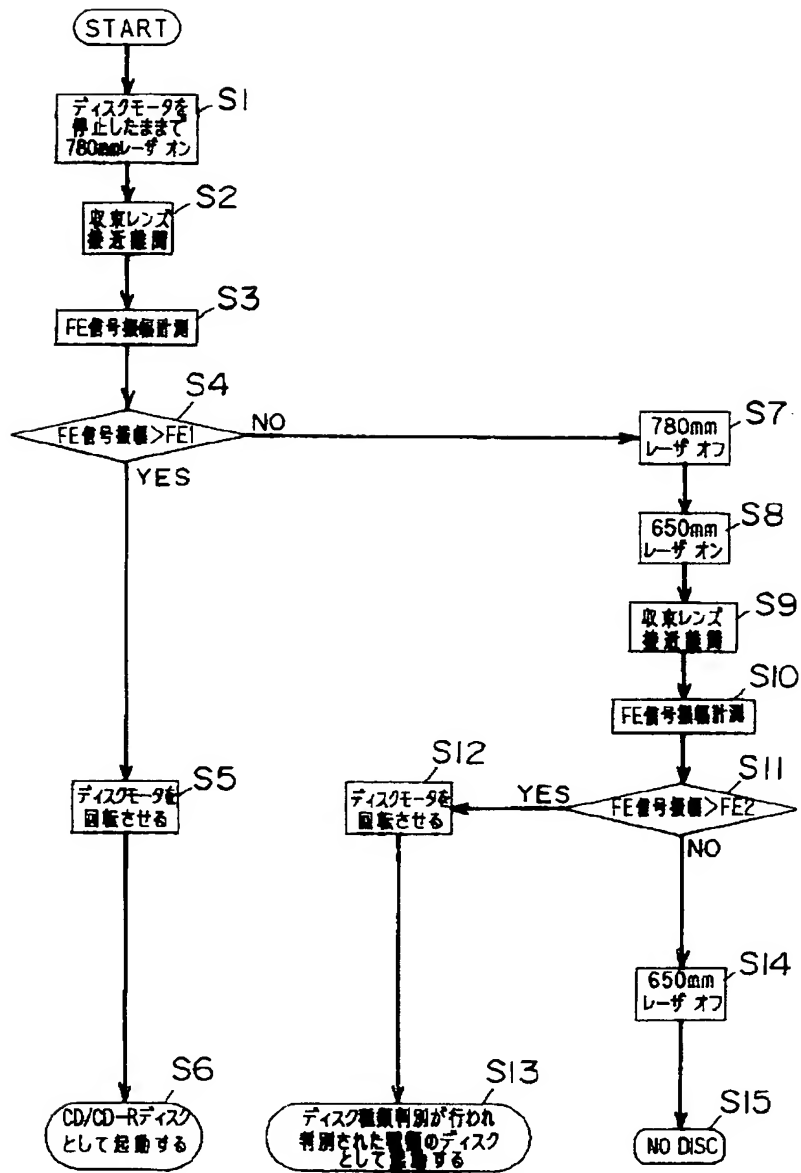 START
S1
ディスクモータを
停止したままで
780mmレーザ オン
S2
収束レンズ
接近離間
S3
FE信号振幅計測
S4
FE信号振幅>FE1
NO
YES
S5
ディスクモータを
回転させる
S6
CD/CD-Rディスク
として起動する
S7
780mm
レーザ オフ
S8
650mm
レーザ オン
S9
収束レンズ
接近離間
S10
FE信号振幅計測
S11
FE信号振幅>FE2
YES
NO
S12
ディスクモータを
回転させる
S13
ディスク種類判別が行われ
判別された種類のディスク
として起動する
S14
650mm
レーザ オフ
S15
NO DISC